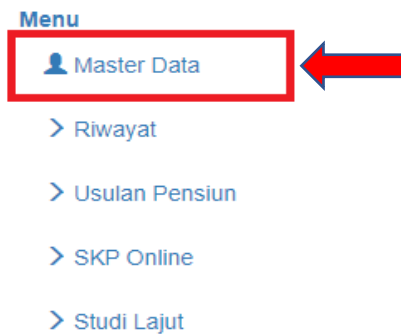 Menu
Master Data
Riwayat
Usulan Pensiun
SKP Online
Studi Lajut